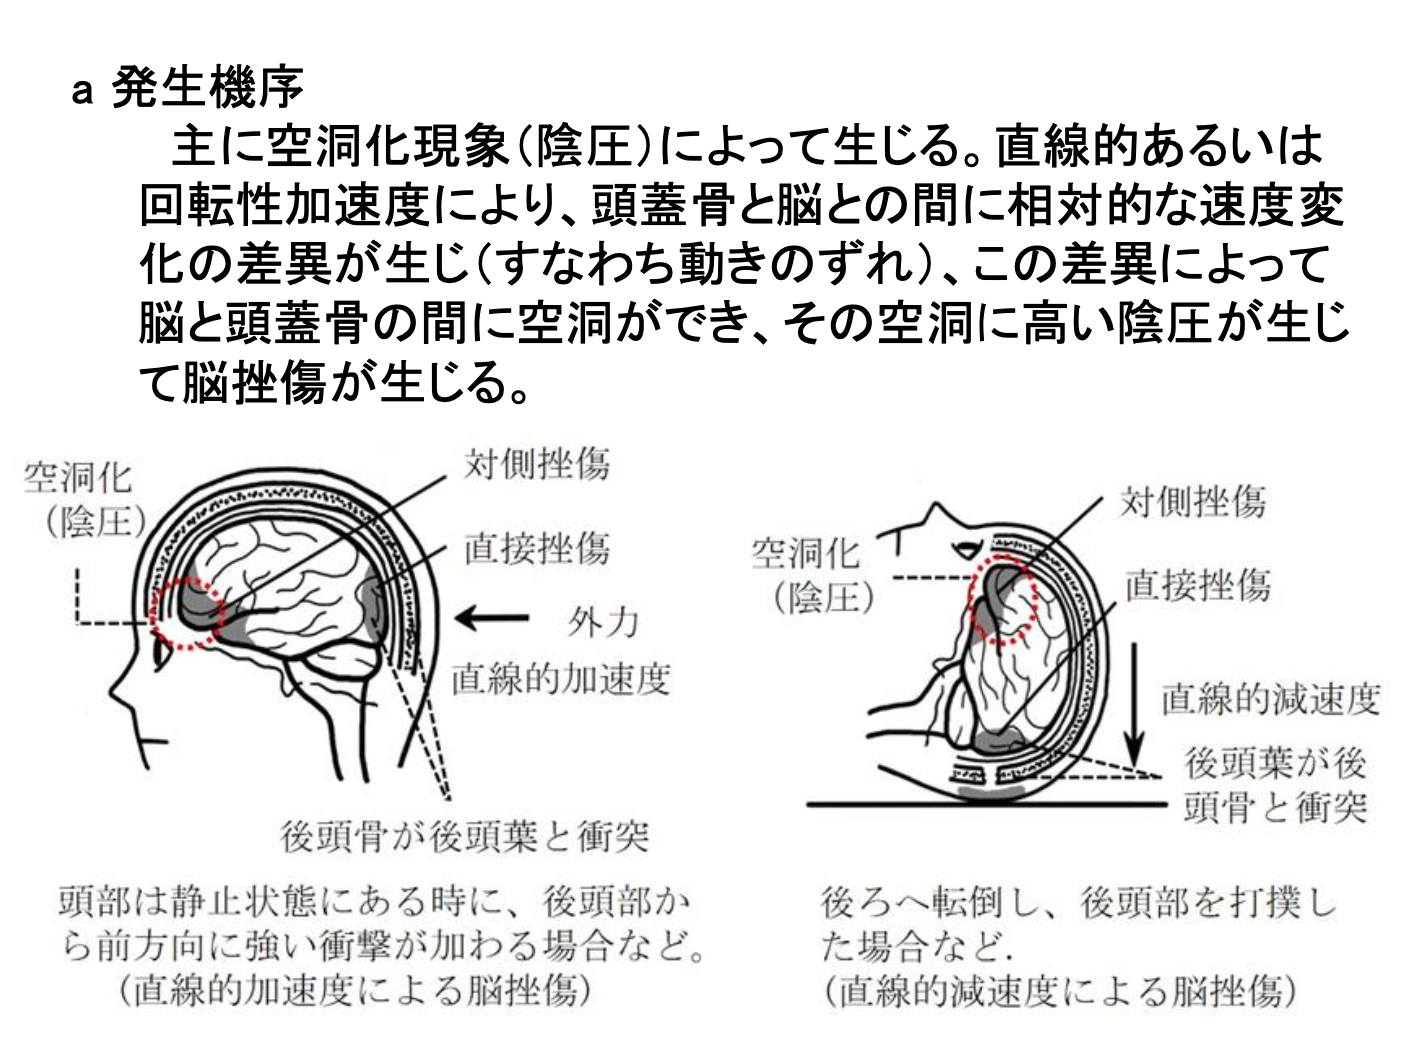 a 発生機序
主に空洞化現象（陰圧）によって生じる。直線的あるいは
回転性加速度により、頭蓋骨と脳との間に相対的な速度変
化の差異が生じ（すなわち動きのずれ）、この差異によって
脳と頭蓋骨の間に空洞ができ、その空洞に高い陰圧が生じ
て脳挫傷が生じる。
空洞化
（陰圧）
対側挫傷
直接挫傷
外力
直線的加速度
後頭骨が後頭葉と衝突
頭部は静止状態にある時に、後頭部か
ら前方向に強い衝撃が加わる場合など。
（直線的加速度による脳挫傷）
空洞化
（陰圧）
対側挫傷
直接挫傷
直線的減速度
後頭葉が後
頭骨と衝突
後ろへ転倒し、後頭部を打撲し
た場合など.
（直線的減速度による脳挫傷）